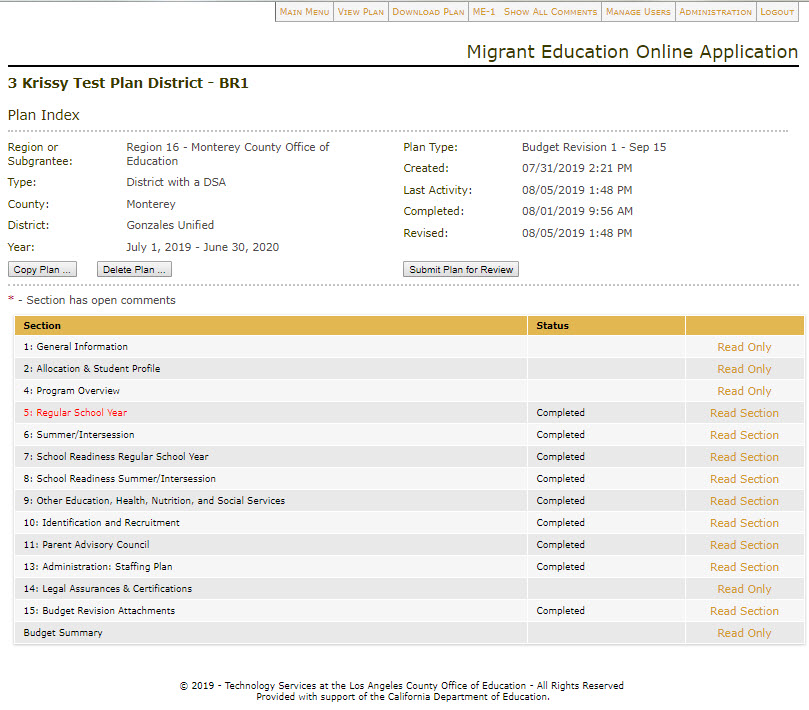 Main Menu View Plan Download Plan ME-1 Show All Comments Manage Users Administration Logout
Migrant Education Online Application
3 Krissy Test Plan District - BR1
Plan Index
Region or Subgrantee: Region 16 - Monterey County Office of Education
Type: District with a DSA
County: Monterey
District: Gonzales Unified
Year: July 1, 2019 - June 30, 2020
Plan Type: Budget Revision 1 - Sep 15
Created: 07/31/2019 2:21 PM
Last Activity: 08/05/2019 1:48 PM
Completed: 08/01/2019 9:56 AM
Revised: 08/05/2019 1:48 PM
Copy Plan ... Delete Plan ... Submit Plan for Review
* - Section has open comments
Section Status
1: General Information Read Only
2: Allocation & Student Profile Read Only
4: Program Overview Read Only
5: Regular School Year Completed Read Section
6: Summer/Intersession Completed Read Section
7: School Readiness Regular School Year Completed Read Section
8: School Readiness Summer/Intersession Completed Read Section
9: Other Education, Health, Nutrition, and Social Services Completed Read Section
10: Identification and Recruitment Completed Read Section
11: Parent Advisory Council Completed Read Section
13: Administration: Staffing Plan Completed Read Section
14: Legal Assurances & Certifications Read Only
15: Budget Revision Attachments Completed Read Section
Budget Summary Read Only
© 2019 - Technology Services at the Los Angeles County Office of Education - All Rights Reserved
Provided with support of the California Department of Education.